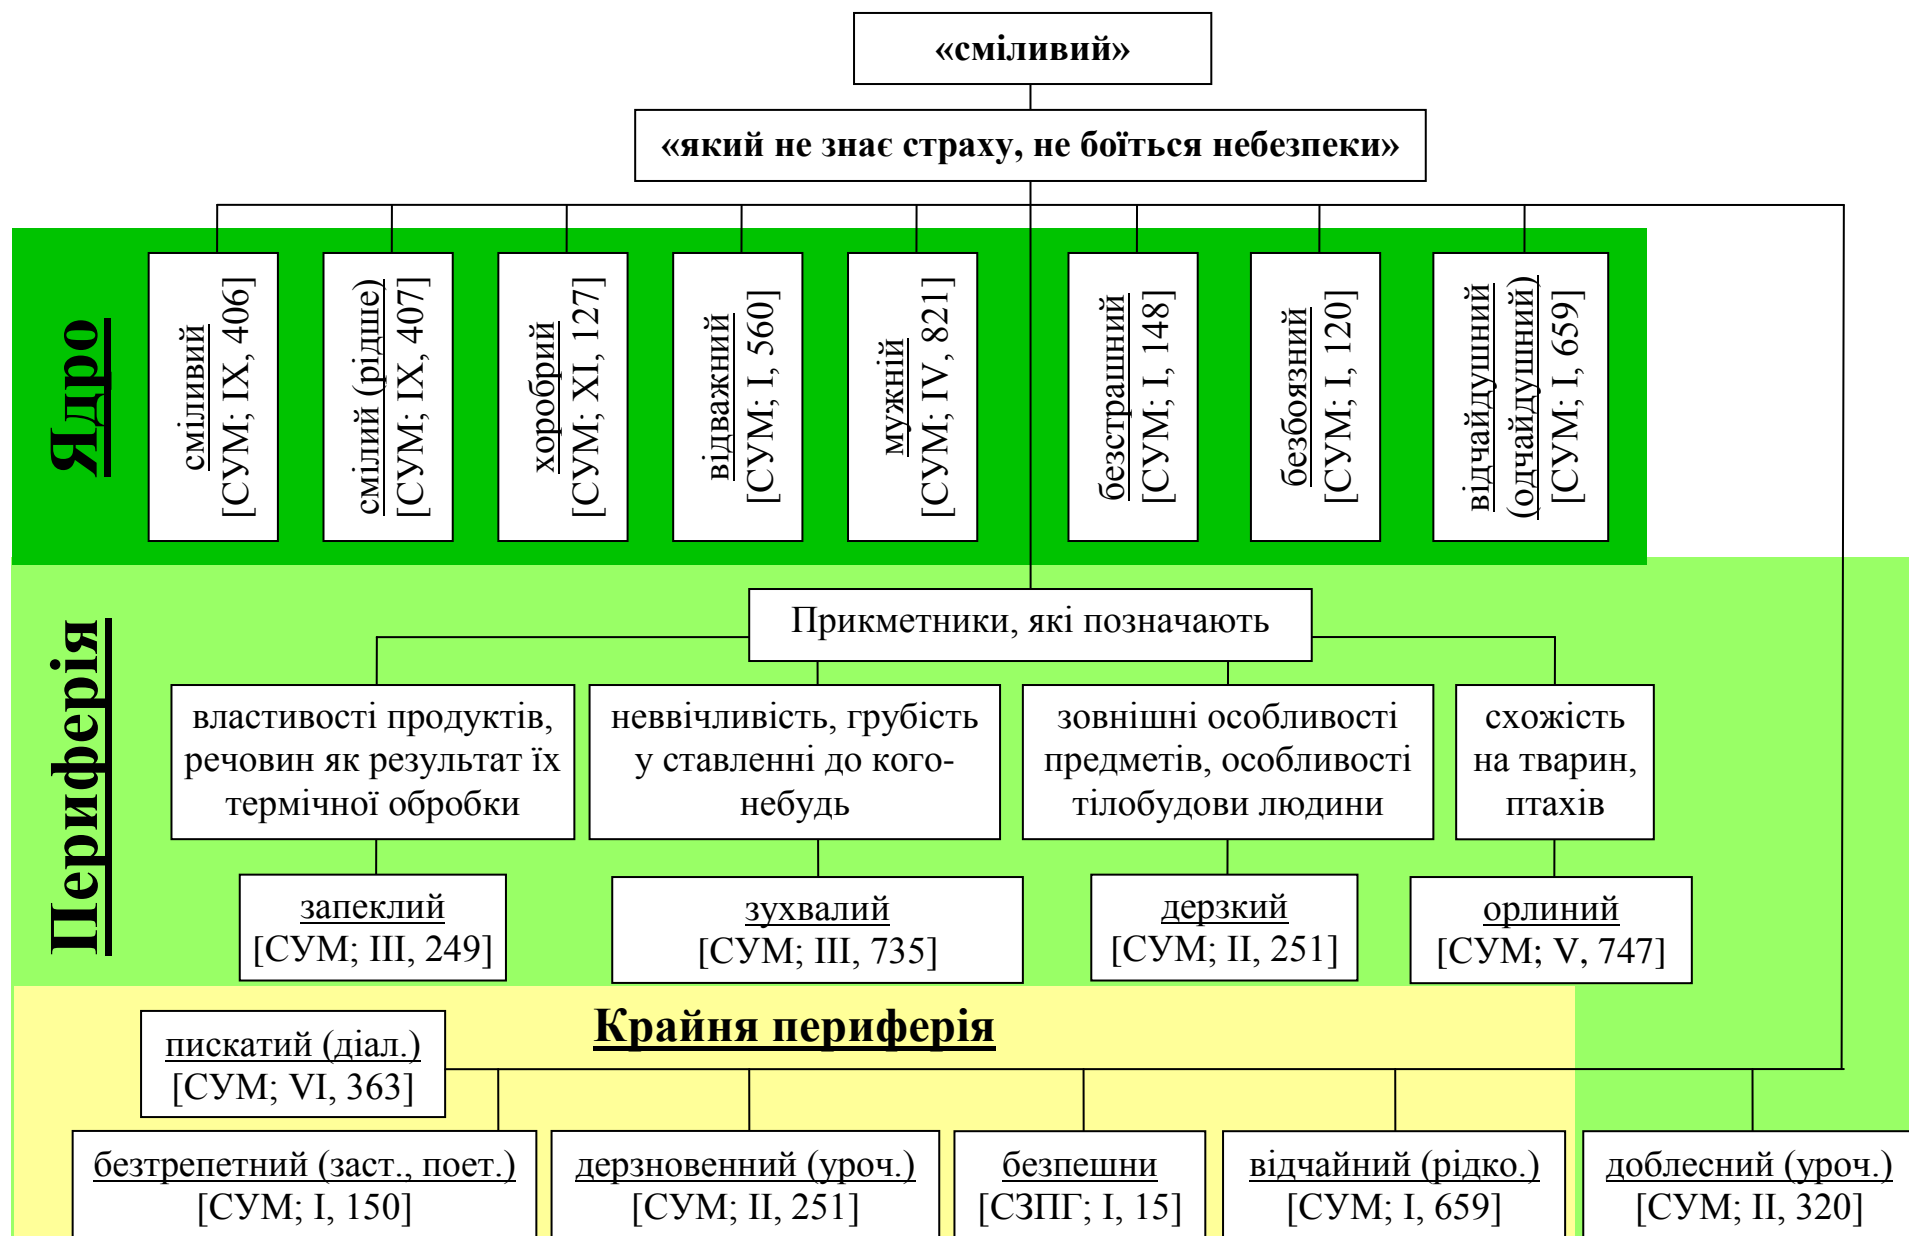 «сміливий»
«який не знає страху, не боїться небезпеки»
Ядро
сміливий
[СУМ; IX, 406]
смілий (рідше)
[СУМ; IX, 407]
хоробрий
[СУМ; XI, 127]
відважний
[СУМ; I, 560]
мужній
[СУМ; IV, 821]
безстрашний
[СУМ; I, 148]
безбоязний
[СУМ; I, 120]
відчайдушний
(одчайдушний)
[СУМ; I, 659]
Периферія
Прикметники, які позначають
властивості продуктів,
речовин як результат їх
термічної обробки
неввічливість, грубість
у ставленні до кого-
небудь
зовнішні особливості
предметів, особливості
тілобудови людини
схожість
на тварин,
птахів
запеклий
[СУМ; III, 249]
зухвалий
[СУМ; III, 735]
дерзкий
[СУМ; II, 251]
орлиний
[СУМ; V, 747]
Крайня периферія
пискатий (діал.)
[СУМ; VI, 363]
безтрепетний (заст., поет.)
[СУМ; I, 150]
дерзновенний (уроч.)
[СУМ; II, 251]
безпешни
[СЗПГ; I, 15]
відчайний (рідко.)
[СУМ; I, 659]
доблесний (уроч.)
[СУМ; II, 320]